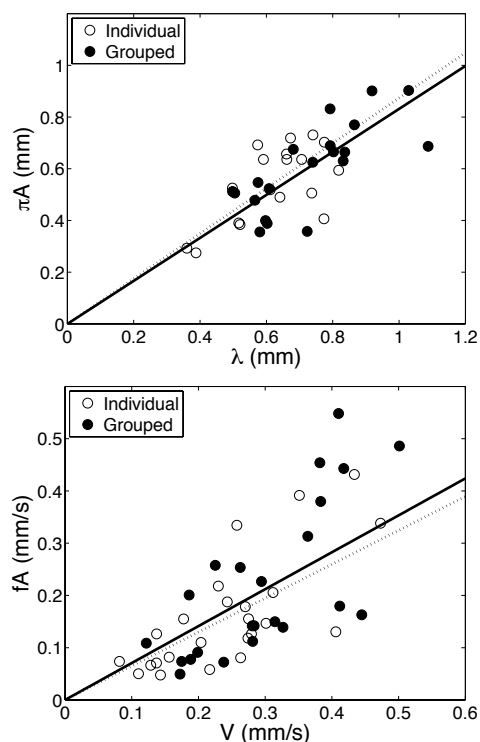 Individual
Grouped
1
0.8
0.6
0.4
0.2
0
πA (mm)
0 0.2 0.4 0.6 0.8 1 1.2
λ (mm)
Individual
Grouped
0.5
0.4
0.3
0.2
0.1
0
fA (mm/s)
0 0.1 0.2 0.3 0.4 0.5 0.6
V (mm/s)